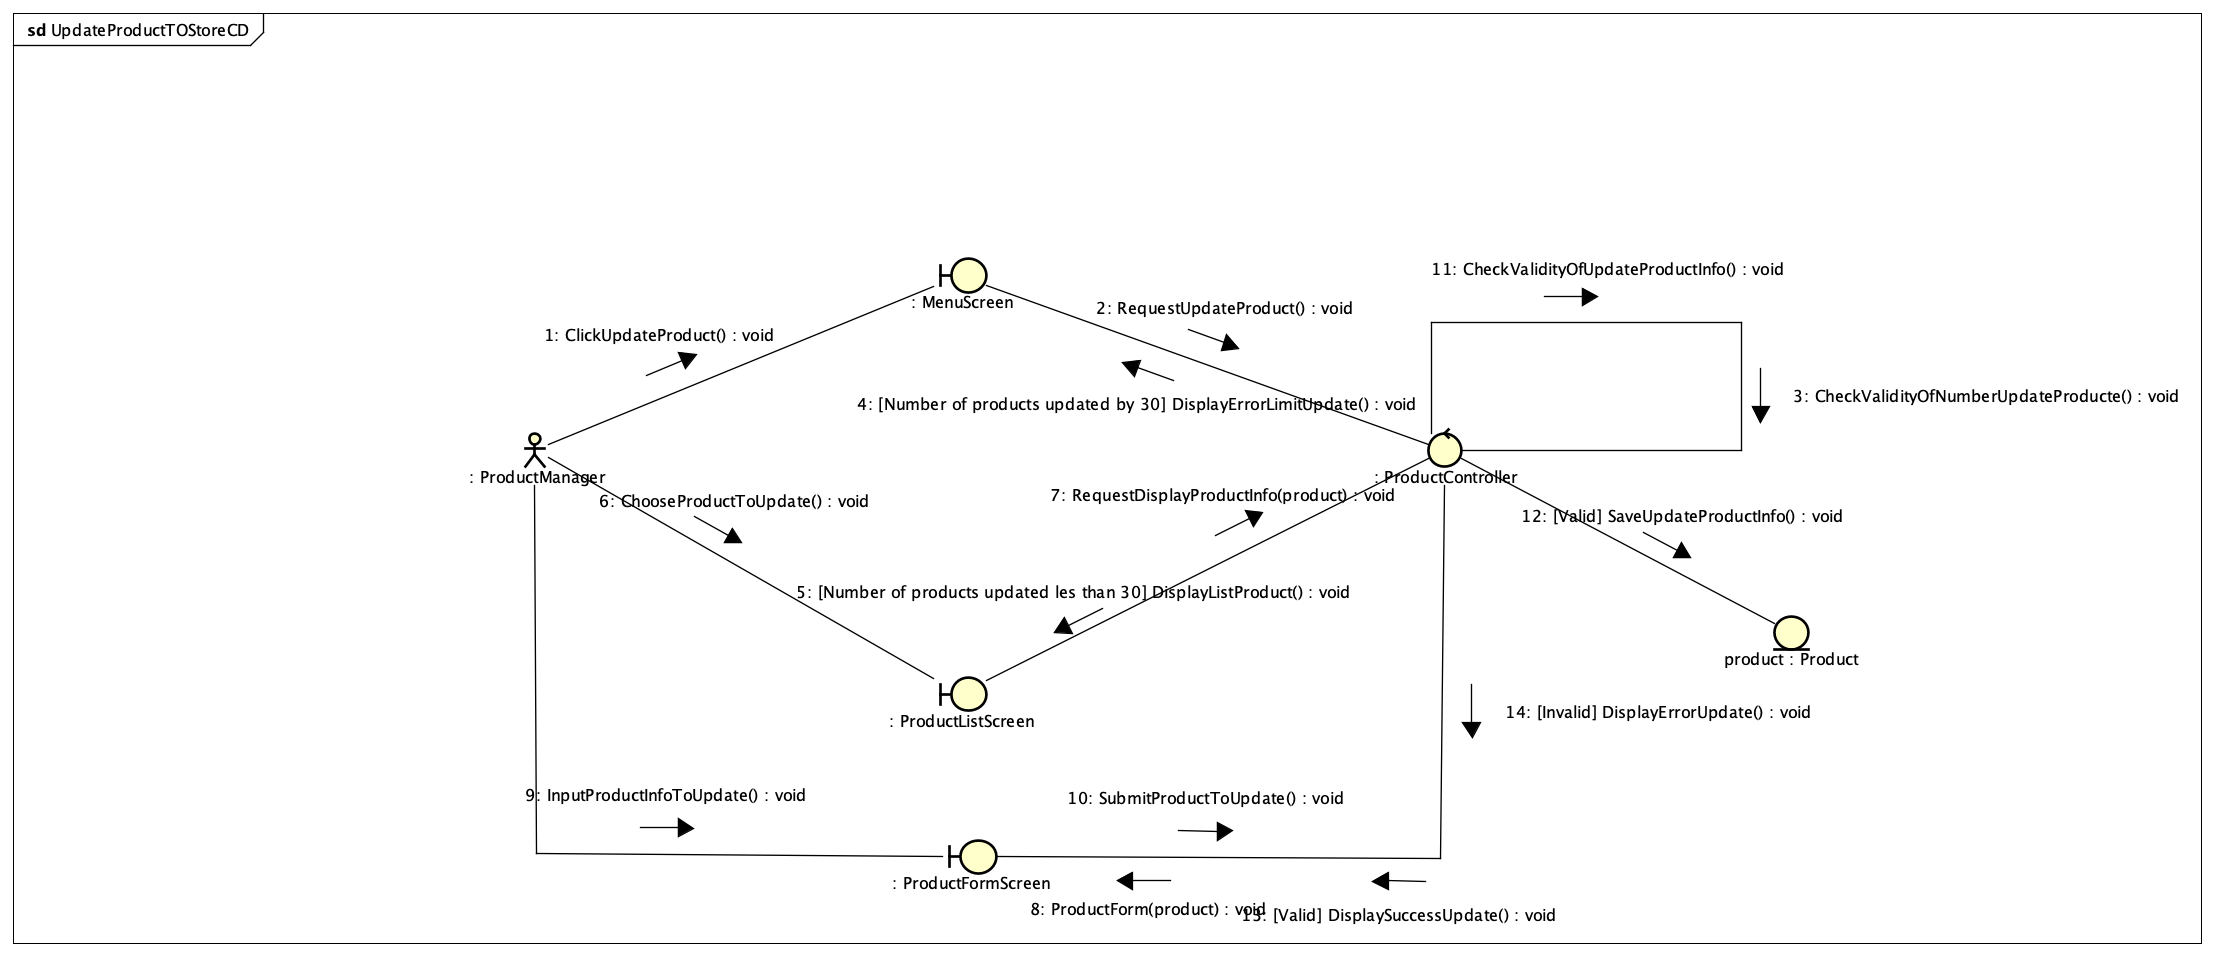 sd UpdateProductTOStoreCD
11: CheckValidityOfUpdateProductInfo() : void
: MenuScreen
2: RequestUpdateProduct() : void
1: ClickUpdateProduct() : void
3: CheckValidityOfNumberUpdateProducte() : void
4: [Number of products updated by 30] DisplayErrorLimitUpdate() : void
: ProductManager
: ProductController
6: ChooseProductToUpdate() : void
7: RequestDisplayProductInfo(product) : void
12: [Valid] SaveUpdateProductInfo() : void
5: [Number of products updated less than 30] DisplayListProduct() : void
product : Product
: ProductListScreen
14: [Invalid] DisplayErrorUpdate() : void
9: InputProductInfoToUpdate() : void
10: SubmitProductToUpdate() : void
: ProductFormScreen
8: ProductForm(product) : void
13: [Valid] DisplaySuccessUpdate() : void